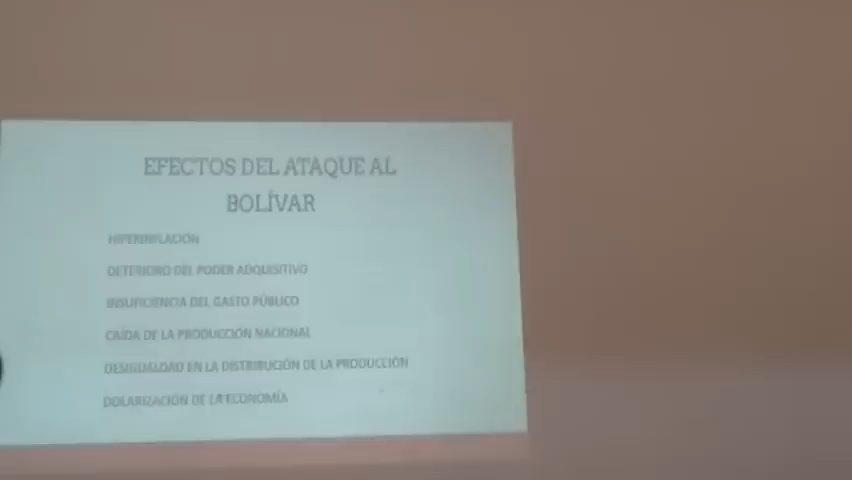 EFECTOS DEL ATAQUE AL
BOLÍVAR
HIPERINFLACIÓN
DETERIORO DEL PODER ADQUISITIVO
INSUFICIENCIA DEL GASTO PÚBLICO
CAÍDA DE LA PRODUCCIÓN NACIONAL
DESIGUALDAD EN LA DISTRIBUCIÓN DE LA PRODUCCIÓN
DOLARIZACIÓN DE LA ECONOMÍA